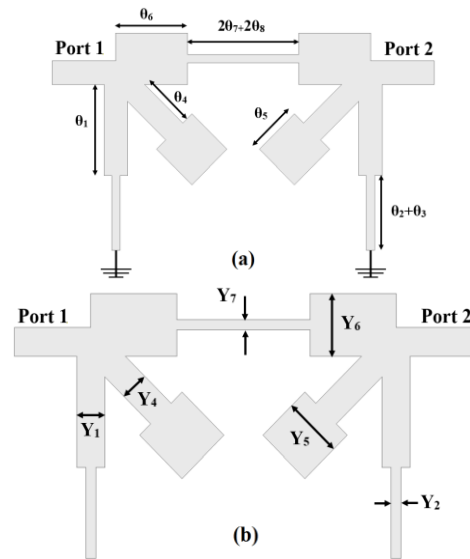 θ₆
2θ₇+2θ₈
Port 1
Port 2
θ₁
θ₄
θ₅
θ₂+θ₃
(a)
Port 1
Y₇
Y₆
Port 2
Y₄
Y₁
Y₅
Y₂
(b)